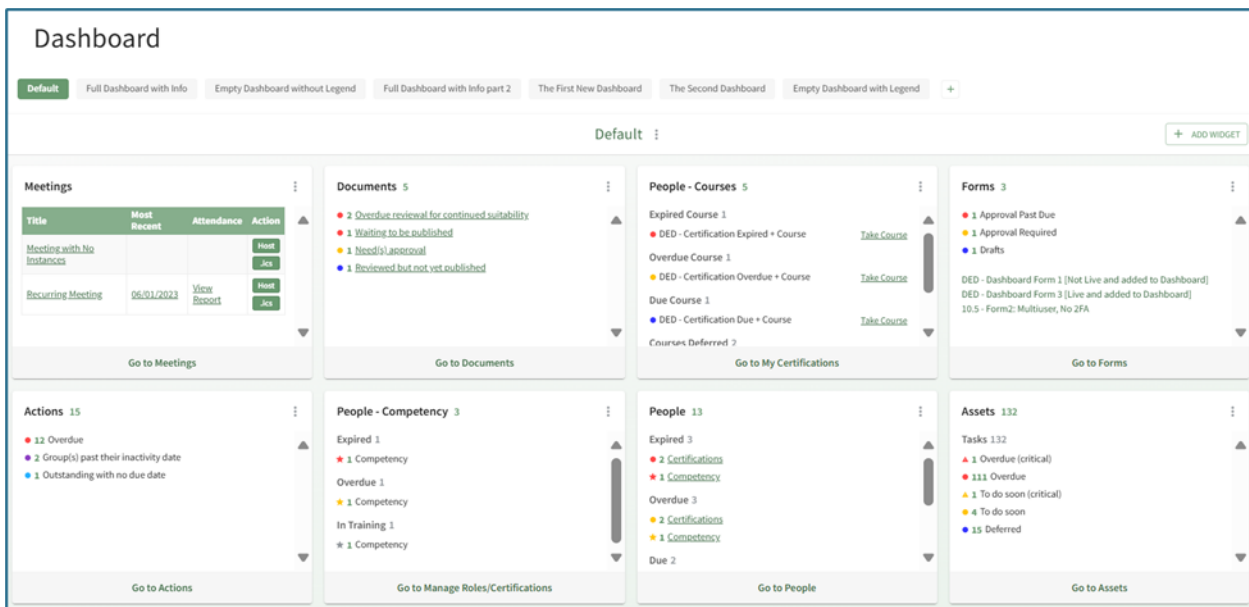 Dashboard
Default Full Dashboard with Info Empty Dashboard without Legend Full Dashboard with Info part 2 The First New Dashboard The Second Dashboard Empty Dashboard with Legend +
Default
+ ADD WIDGET
Meetings
Title Most Recent Attendance Action
Meeting with No Instances Host .ics
Recurring Meeting 06/01/2023 View Report Host .ics
Go to Meetings
Documents 5
2 Overdue reviewal for continued suitability
1 Waiting to be published
1 Need(s) approval
1 Reviewed but not yet published
Go to Documents
People - Courses 5
Expired Course 1
DED - Certification Expired + Course Take Course
Overdue Course 1
DED - Certification Overdue + Course Take Course
Due Course 1
DED - Certification Due + Course Take Course
Courses Deferred 2
Go to My Certifications
Forms 3
1 Approval Past Due
1 Approval Required
1 Drafts
DED - Dashboard Form 1 [Not Live and added to Dashboard]
DED - Dashboard Form 3 [Live and added to Dashboard]
10.5 - Form2: Multiuser, No 2FA
Go to Forms
Actions 15
12 Overdue
2 Group(s) past their inactivity date
1 Outstanding with no due date
Go to Actions
People - Competency 3
Expired 1
1 Competency
Overdue 1
1 Competency
In Training 1
1 Competency
Go to Manage Roles/Certifications
People 13
Expired 3
2 Certifications
1 Competency
Overdue 3
2 Certifications
1 Competency
Due 2
Go to People
Assets 132
Tasks 132
1 Overdue (critical)
111 Overdue
1 To do soon (critical)
4 To do soon
15 Deferred
Go to Assets